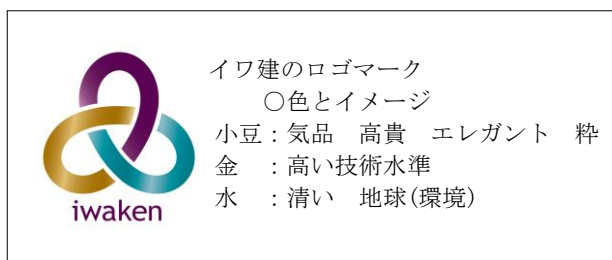 イワ建のロゴマーク
○色とイメージ
小豆：気品　高貴　エレガント　粋
金　：高い技術水準
水　：清い　地球(環境)
iwaken